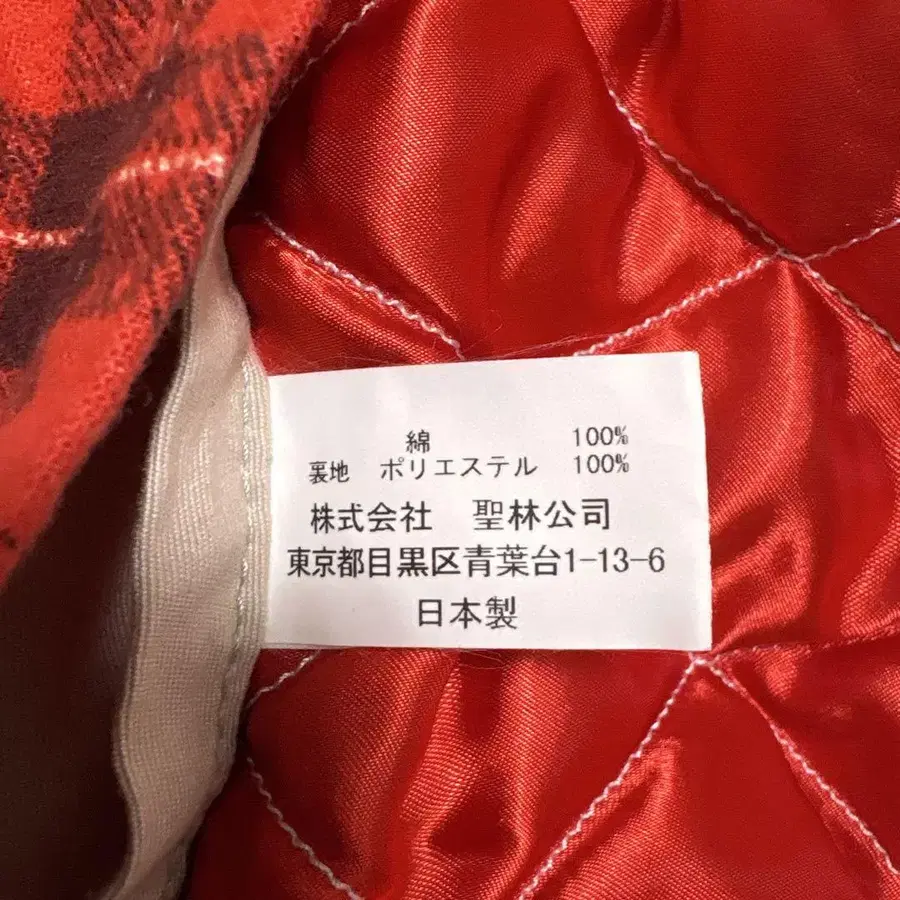 綿 100%
裏地 ポリエステル 100%
株式会社 聖林公司
東京都目黒区青葉台1-13-6
日本製